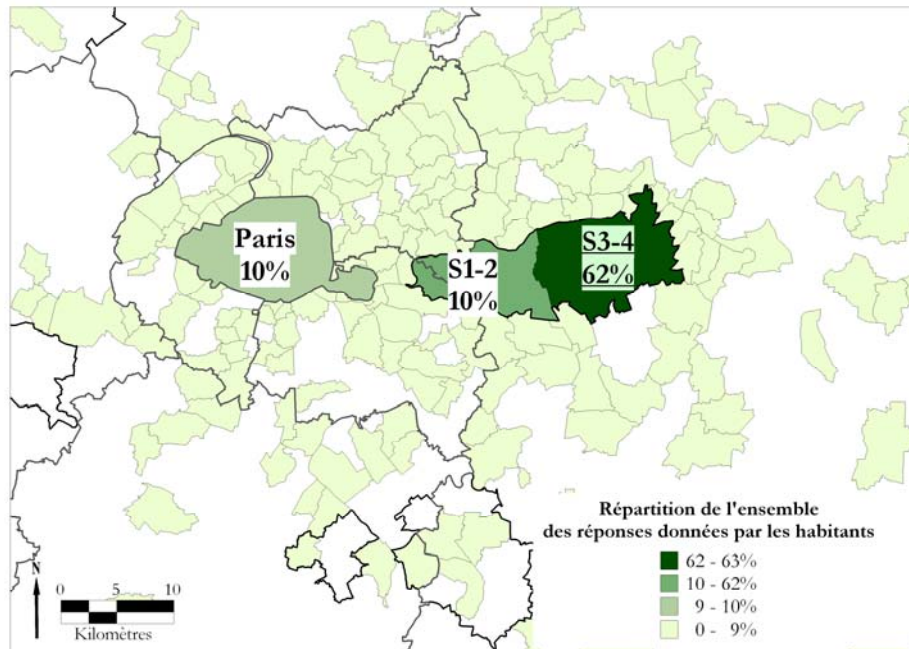 Paris
10%
S1-2
10%
S3-4
62%
Répartition de l'ensemble
des réponses données par les habitants
62 - 63%
10 - 62%
9 - 10%
0 - 9%
N
0 5 10
Kilomètres